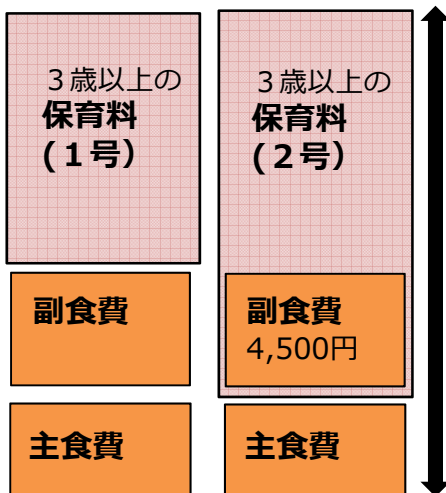 ３歳以上の
保育料
(１号)
副食費
主食費
３歳以上の
保育料
(２号)
副食費
4,500円
主食費